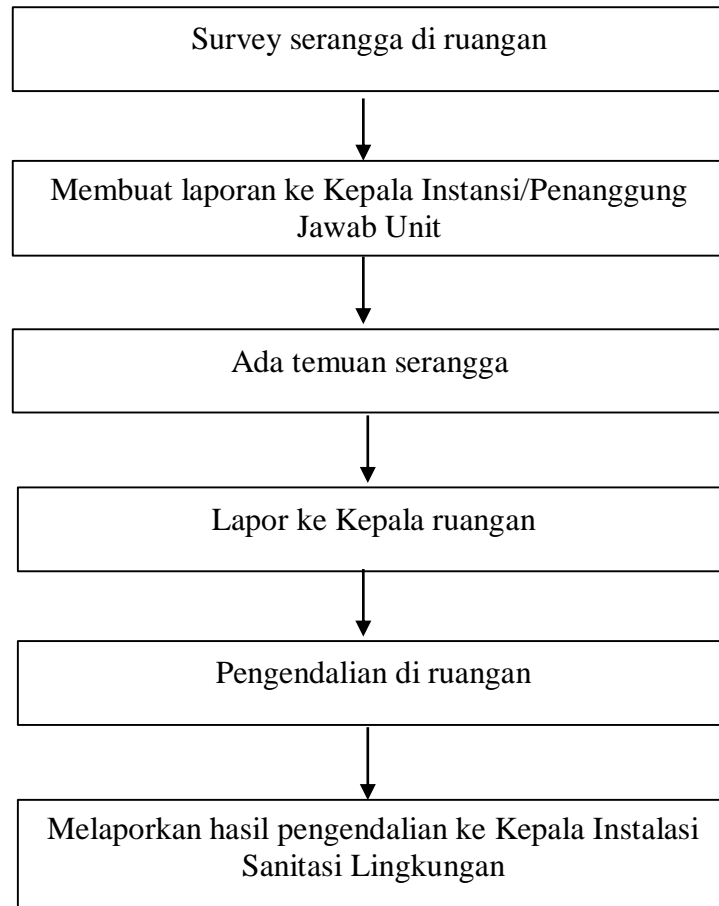 Survey serangga di ruangan
Membuat laporan ke Kepala Instansi/Penanggung
Jawab Unit
Ada temuan serangga
Lapor ke Kepala ruangan
Pengendalian di ruangan
Melaporkan hasil pengendalian ke Kepala Instalasi
Sanitasi Lingkungan